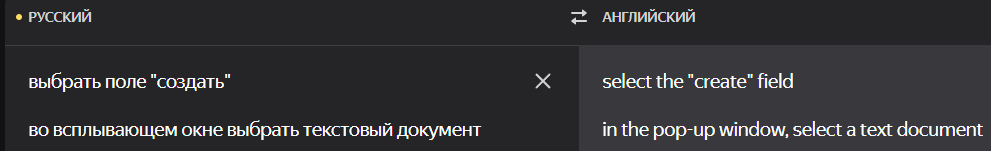 РУССКИЙ
АНГЛИЙСКИЙ
выбрать поле "создать"
во всплывающем окне выбрать текстовый документ
select the "create" field
in the pop-up window, select a text document